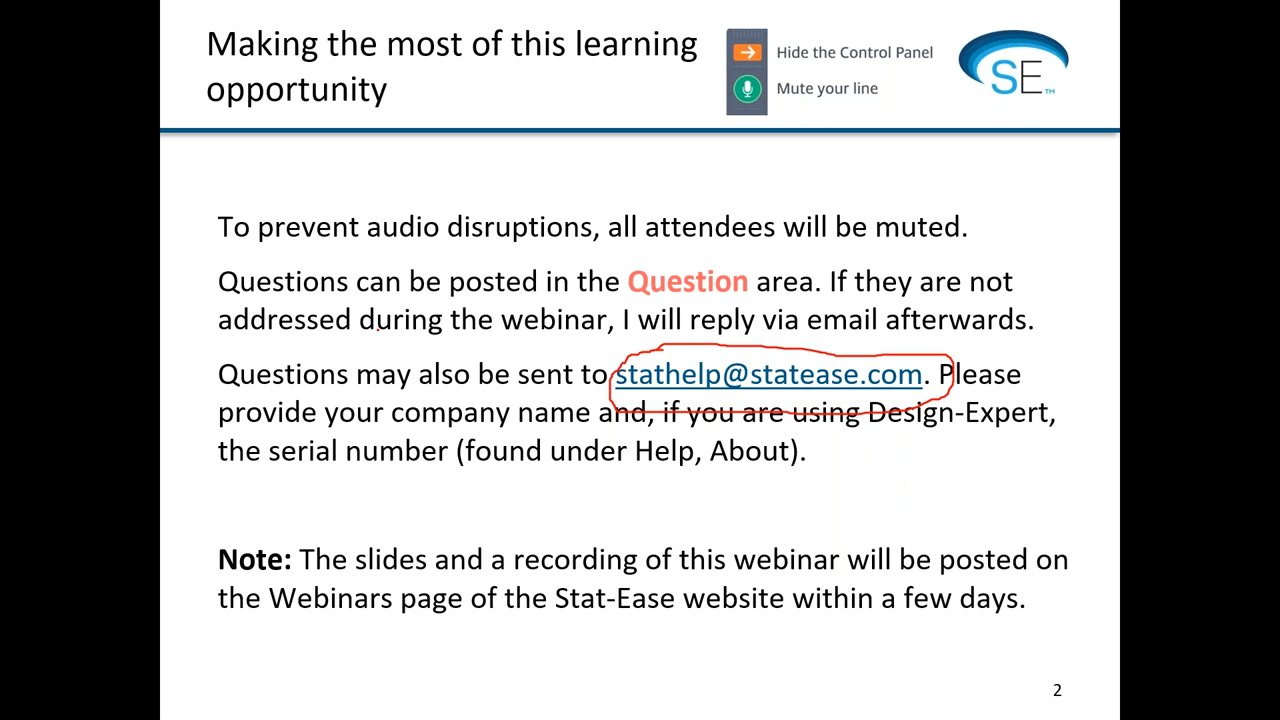 Making the most of this learning
opportunity
Hide the Control Panel
Mute your line
SE™
To prevent audio disruptions, all attendees will be muted.
Questions can be posted in the Question area. If they are not
addressed during the webinar, I will reply via email afterwards.
Questions may also be sent to stathelp@statease.com. Please
provide your company name and, if you are using Design-Expert,
the serial number (found under Help, About).
Note: The slides and a recording of this webinar will be posted on
the Webinars page of the Stat-Ease website within a few days.
2